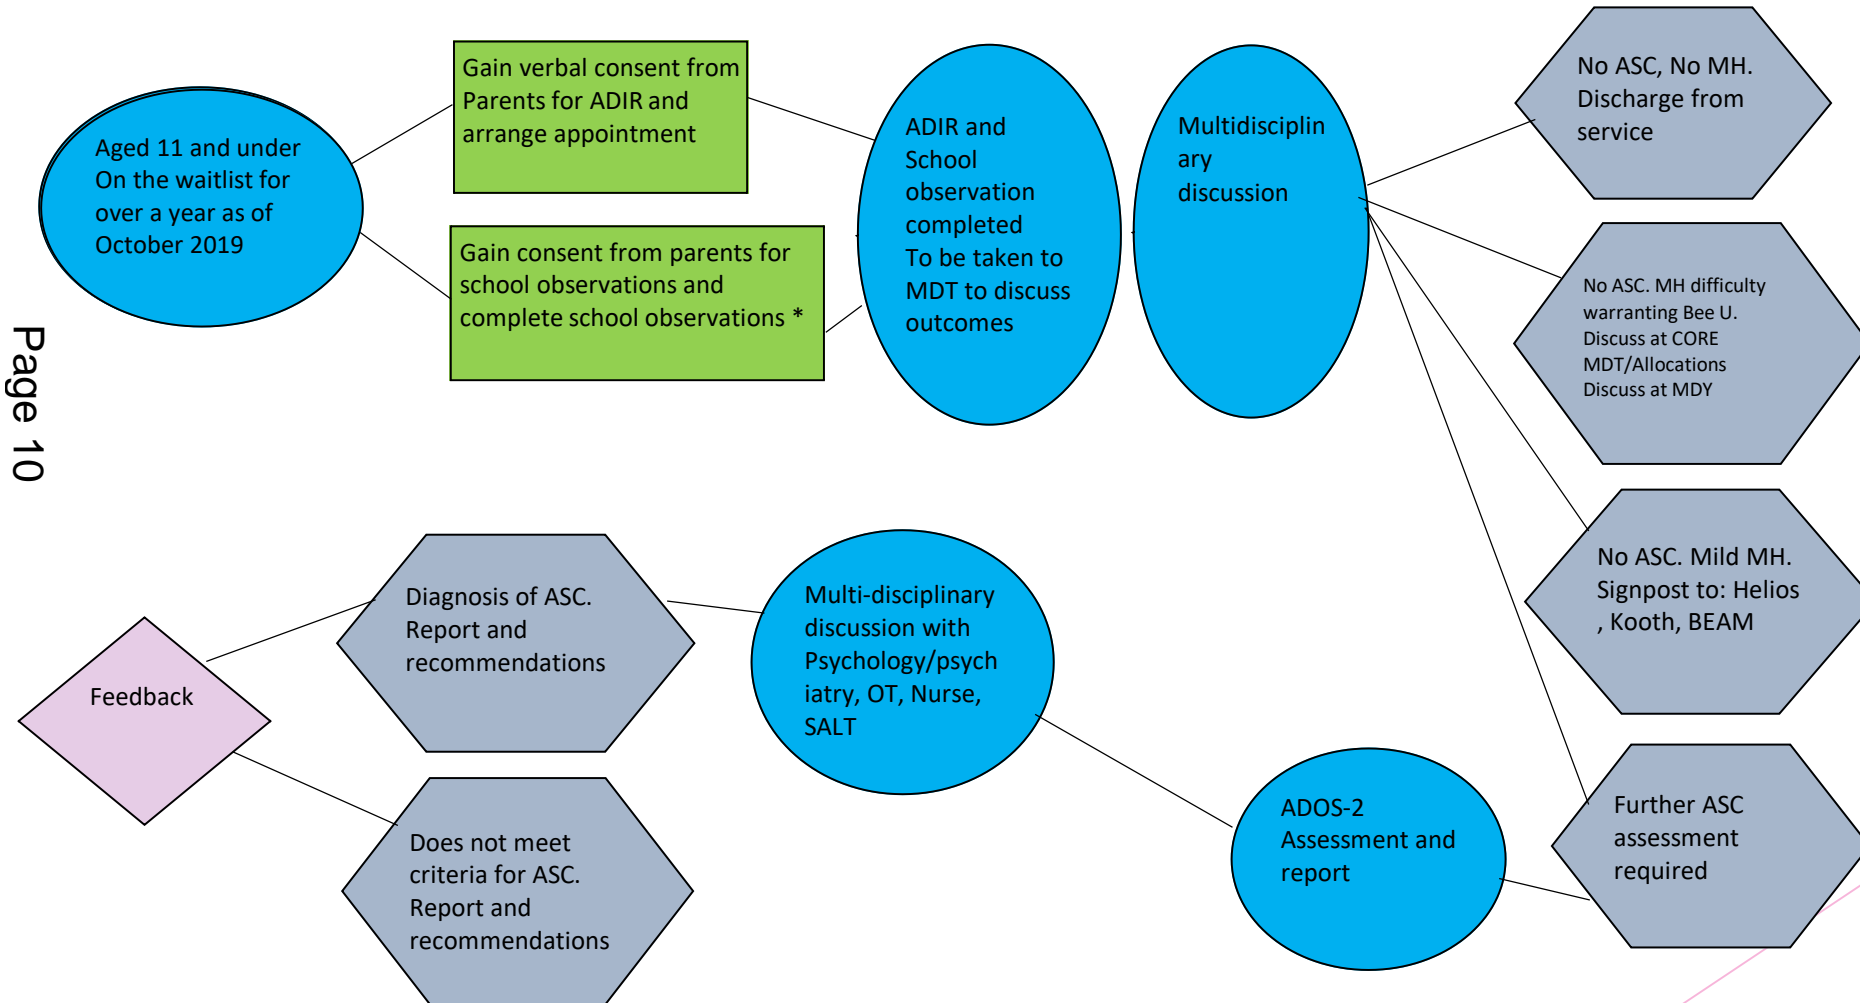 Aged 11 and under
On the waitlist for
over a year as of
October 2019
Gain verbal consent from
Parents for ADIR and
arrange appointment
Gain consent from parents for
school observations and
complete school observations *
ADIR and
School
observation
completed
To be taken to
MDT to discuss
outcomes
Multidisciplin
ary
discussion
No ASC, No MH.
Discharge from
service
No ASC. MH difficulty
warranting Bee U.
Discuss at CORE
MDT/Allocations
Discuss at MDY
No ASC. Mild MH.
Signpost to: Helios
, Kooth, BEAM
Further ASC
assessment
required
ADOS-2
Assessment and
report
Multi-disciplinary
discussion with
Psychology/psych
iatry, OT, Nurse,
SALT
Diagnosis of ASC.
Report and
recommendations
Does not meet
criteria for ASC.
Report and
recommendations
Feedback
Page 10